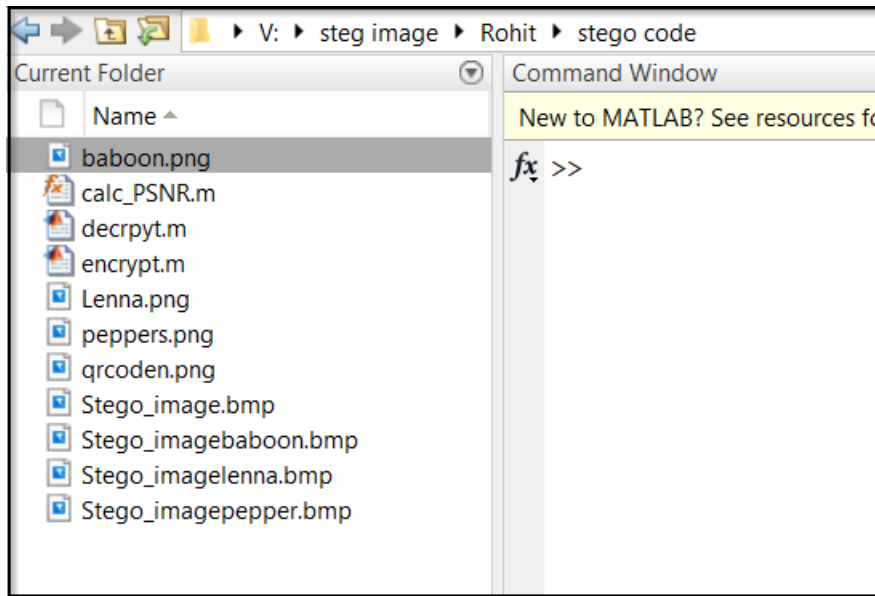 V: steg image Rohit stego code
Current Folder
Command Window
Name
New to MATLAB? See resources fo
baboon.png
fx >>
calc_PSNR.m
decrpyt.m
encrypt.m
Lenna.png
peppers.png
qrcoden.png
Stego_image.bmp
Stego_imagebaboon.bmp
Stego_imagelenna.bmp
Stego_imagepepper.bmp